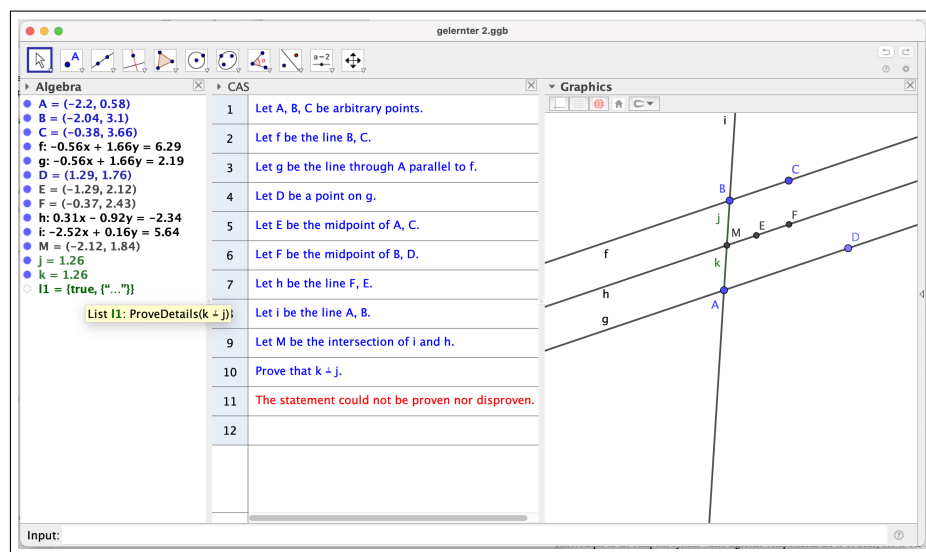 gelernter 2.ggb
Algebra
A = (–2.2, 0.58)
B = (–2.04, 3.1)
C = (–0.38, 3.66)
f: –0.56x + 1.66y = 6.29
g: –0.56x + 1.66y = 2.19
D = (1.29, 1.76)
E = (–1.29, 2.12)
F = (–0.37, 2.43)
h: 0.31x – 0.92y = –2.34
i: –2.52x + 0.16y = 5.64
M = (–2.12, 1.84)
j = 1.26
k = 1.26
l1 = {true, {“...”}}
List l1: ProveDetails(k ≟ j)
CAS
1 Let A, B, C be arbitrary points.
2 Let f be the line B, C.
3 Let g be the line through A parallel to f.
4 Let D be a point on g.
5 Let E be the midpoint of A, C.
6 Let F be the midpoint of B, D.
7 Let h be the line F, E.
Let i be the line A, B.
9 Let M be the intersection of i and h.
10 Prove that k ≟ j.
11 The statement could not be proven nor disproven.
12
Graphics
i
C
B
j
F
E
M
D
f
k
h
A
g
a=2
Input: